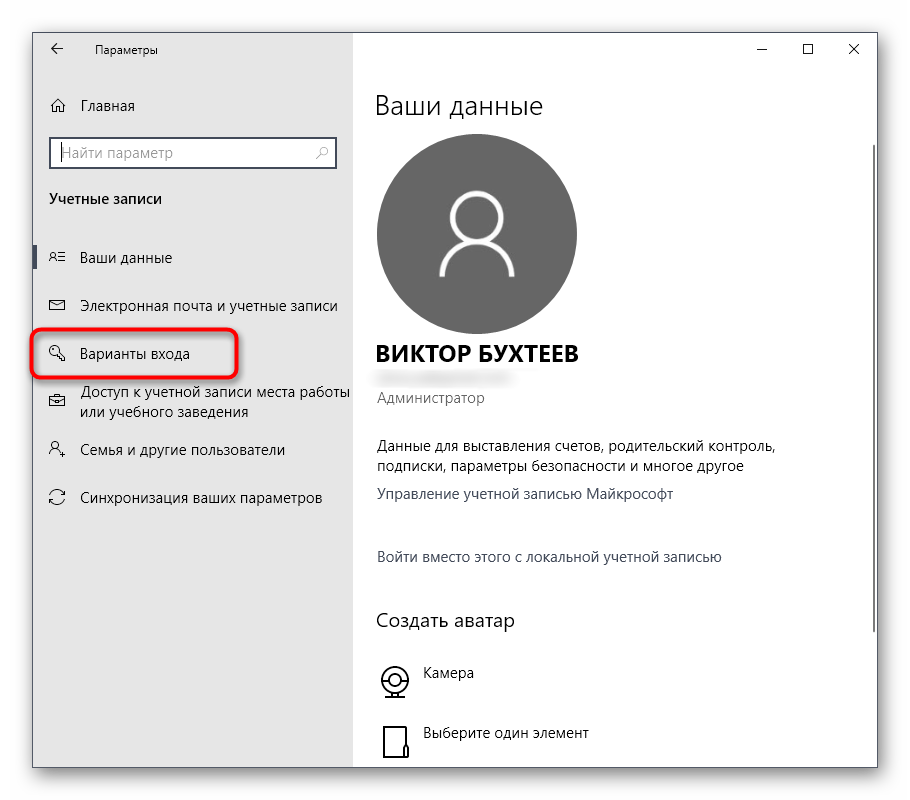 Параметры
Главная
Найти параметр
Учетные записи
Ваши данные
Электронная почта и учетные записи
Варианты входа
Доступ к учетной записи места работы
или учебного заведения
Семья и другие пользователи
Синхронизация ваших параметров
Ваши данные
ВИКТОР БУХТЕЕВ
Администратор
Данные для выставления счетов, родительский контроль,
подписки, параметры безопасности и многое другое
Управление учетной записью Майкрософт
Войти вместо этого с локальной учетной записью
Создать аватар
Камера
Выберите один элемент